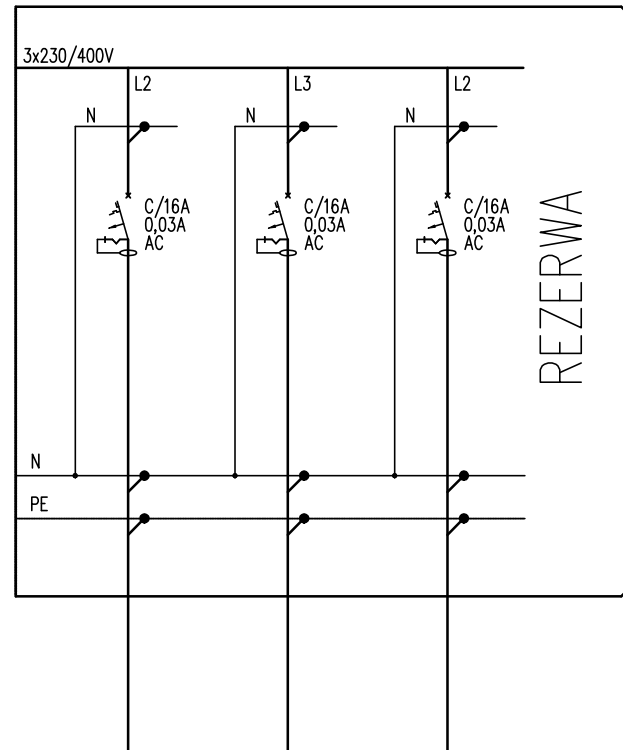 3x230/400V
L2
L3
L2
N
N
N
C/16A
0,03A
AC
C/16A
0,03A
AC
C/16A
0,03A
AC
REZERWA
N
PE